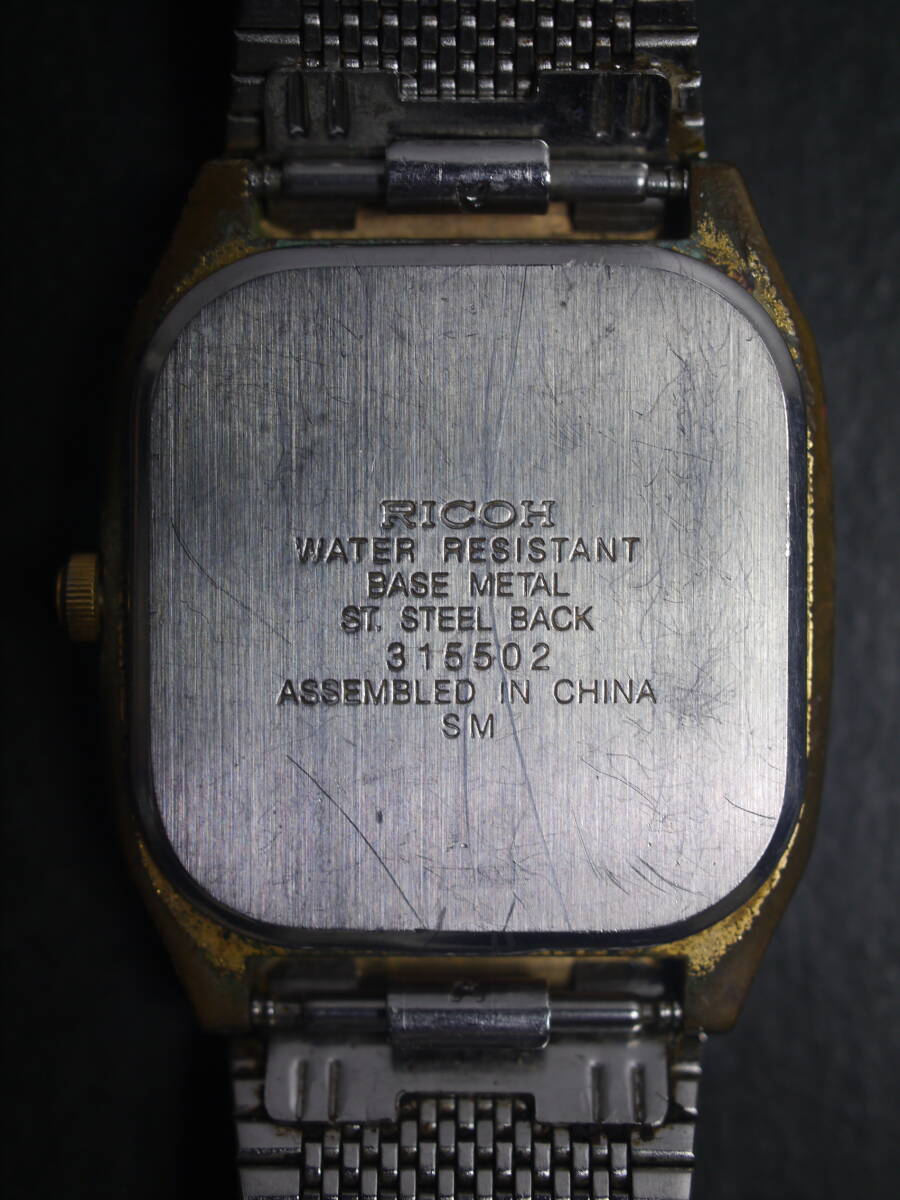 RICOH
WATER RESISTANT
BASE METAL
ST. STEEL BACK
315502
ASSEMBLED IN CHINA
SM